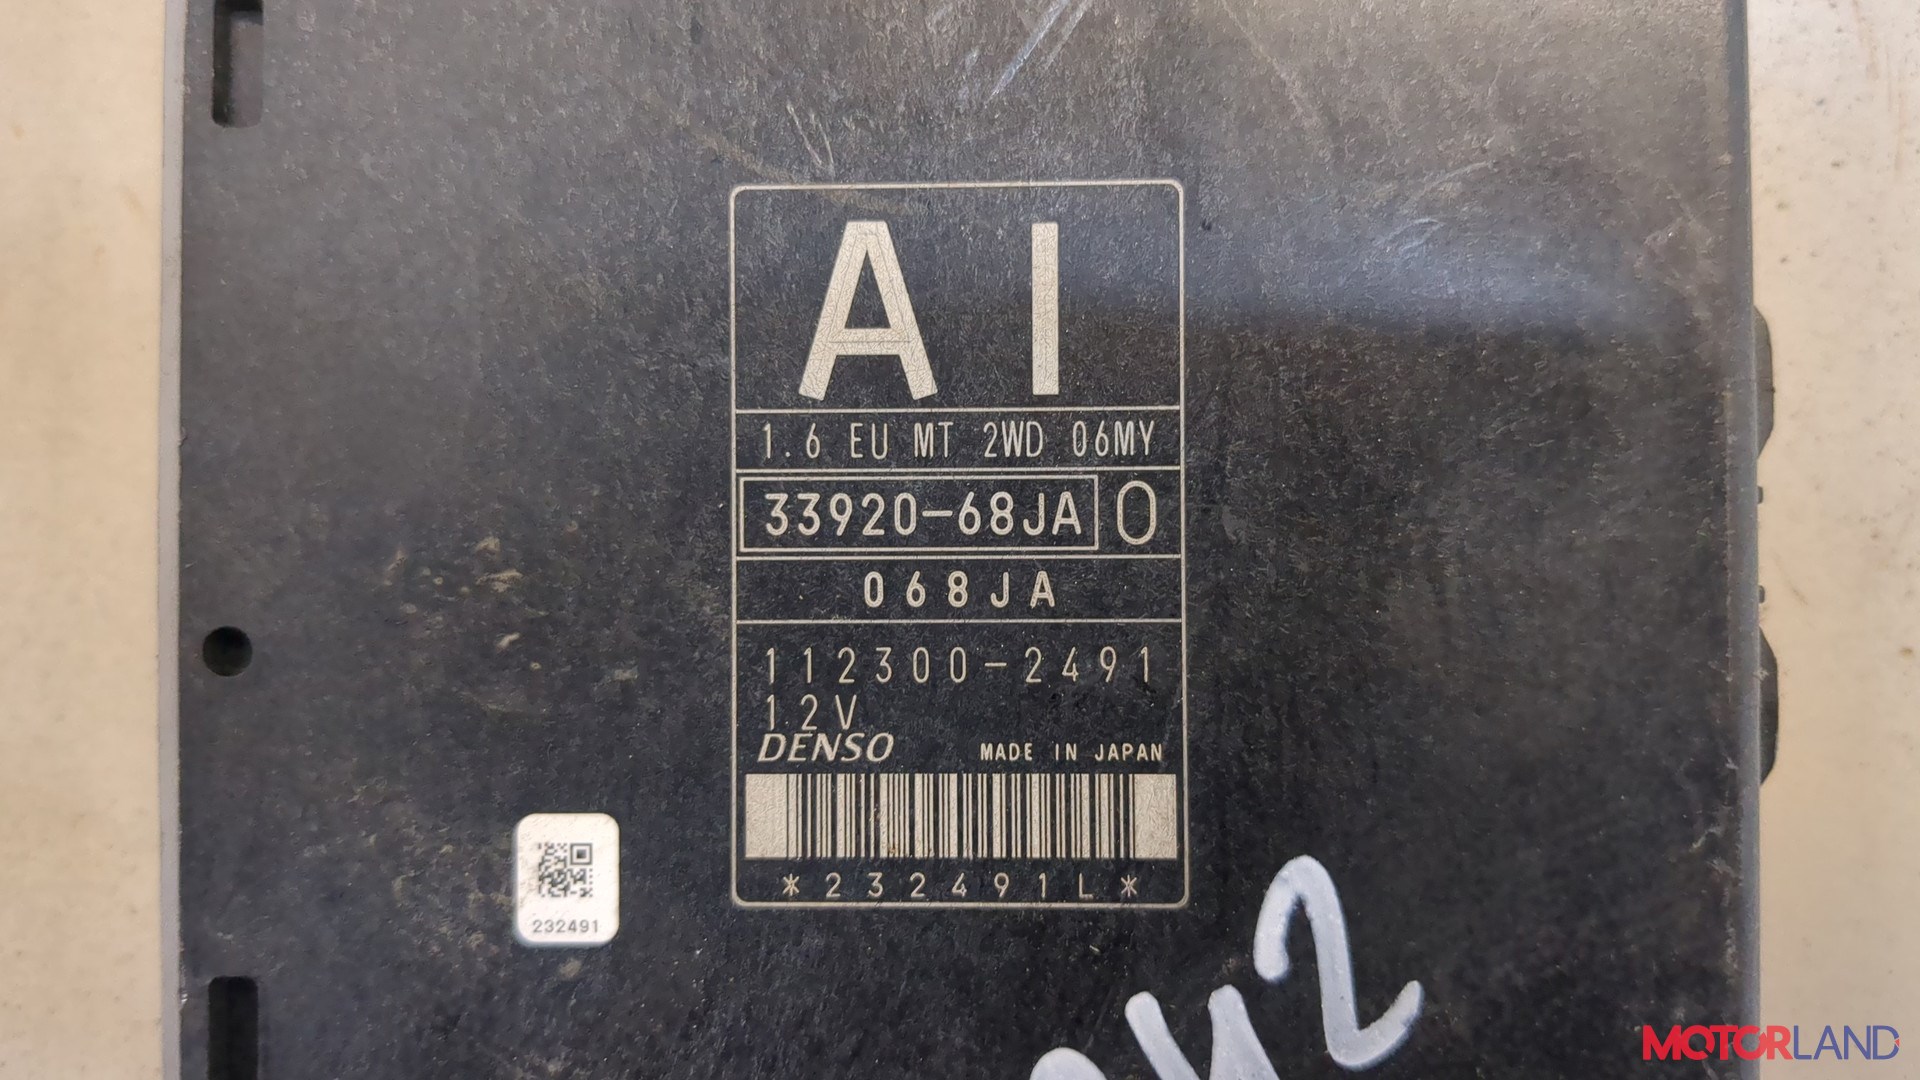 AI
1.6 EU MT 2WD 06MY
33920-68JA 0
068JA
112300-2491
12V
DENSO MADE IN JAPAN
*232491L*
232491
MOTORLAND